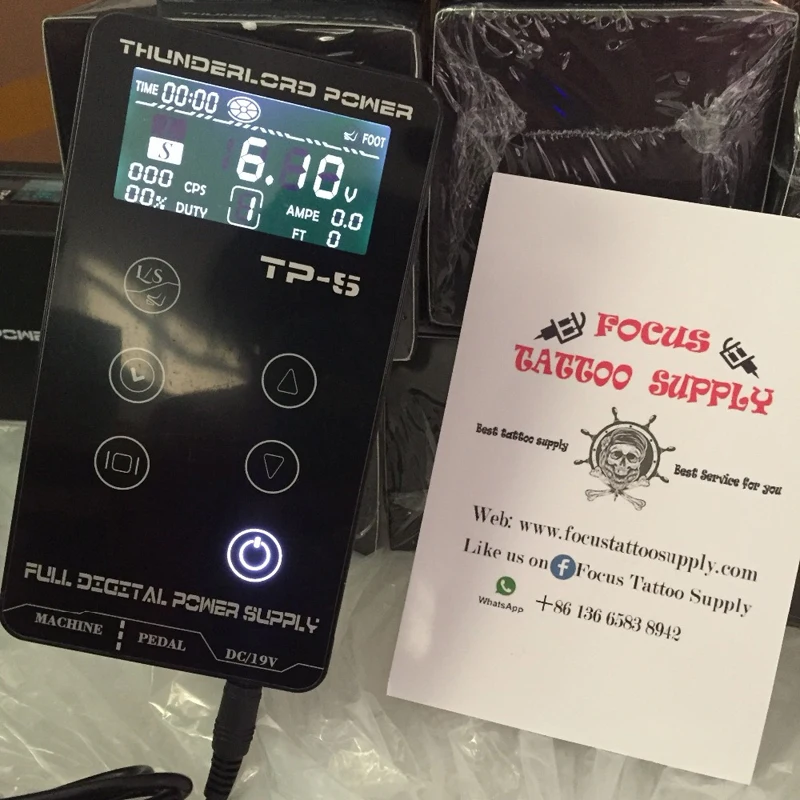 THUNDERLORD POWER
TIME 00:00
FOOT
S
6.10 V
000 CPS
00% DUTY
1
AMPE 0.0
FT 0
TP-5
L/S
FULL DIGITAL POWER SUPPLY
MACHINE PEDAL DC/19V
FOCUS
TATTOO SUPPLY
Best tattoo supply
Best Service for you
Web: www.focustattoosupply.com
Like us on f Focus Tattoo Supply
WhatsApp +86 136 6583 8942